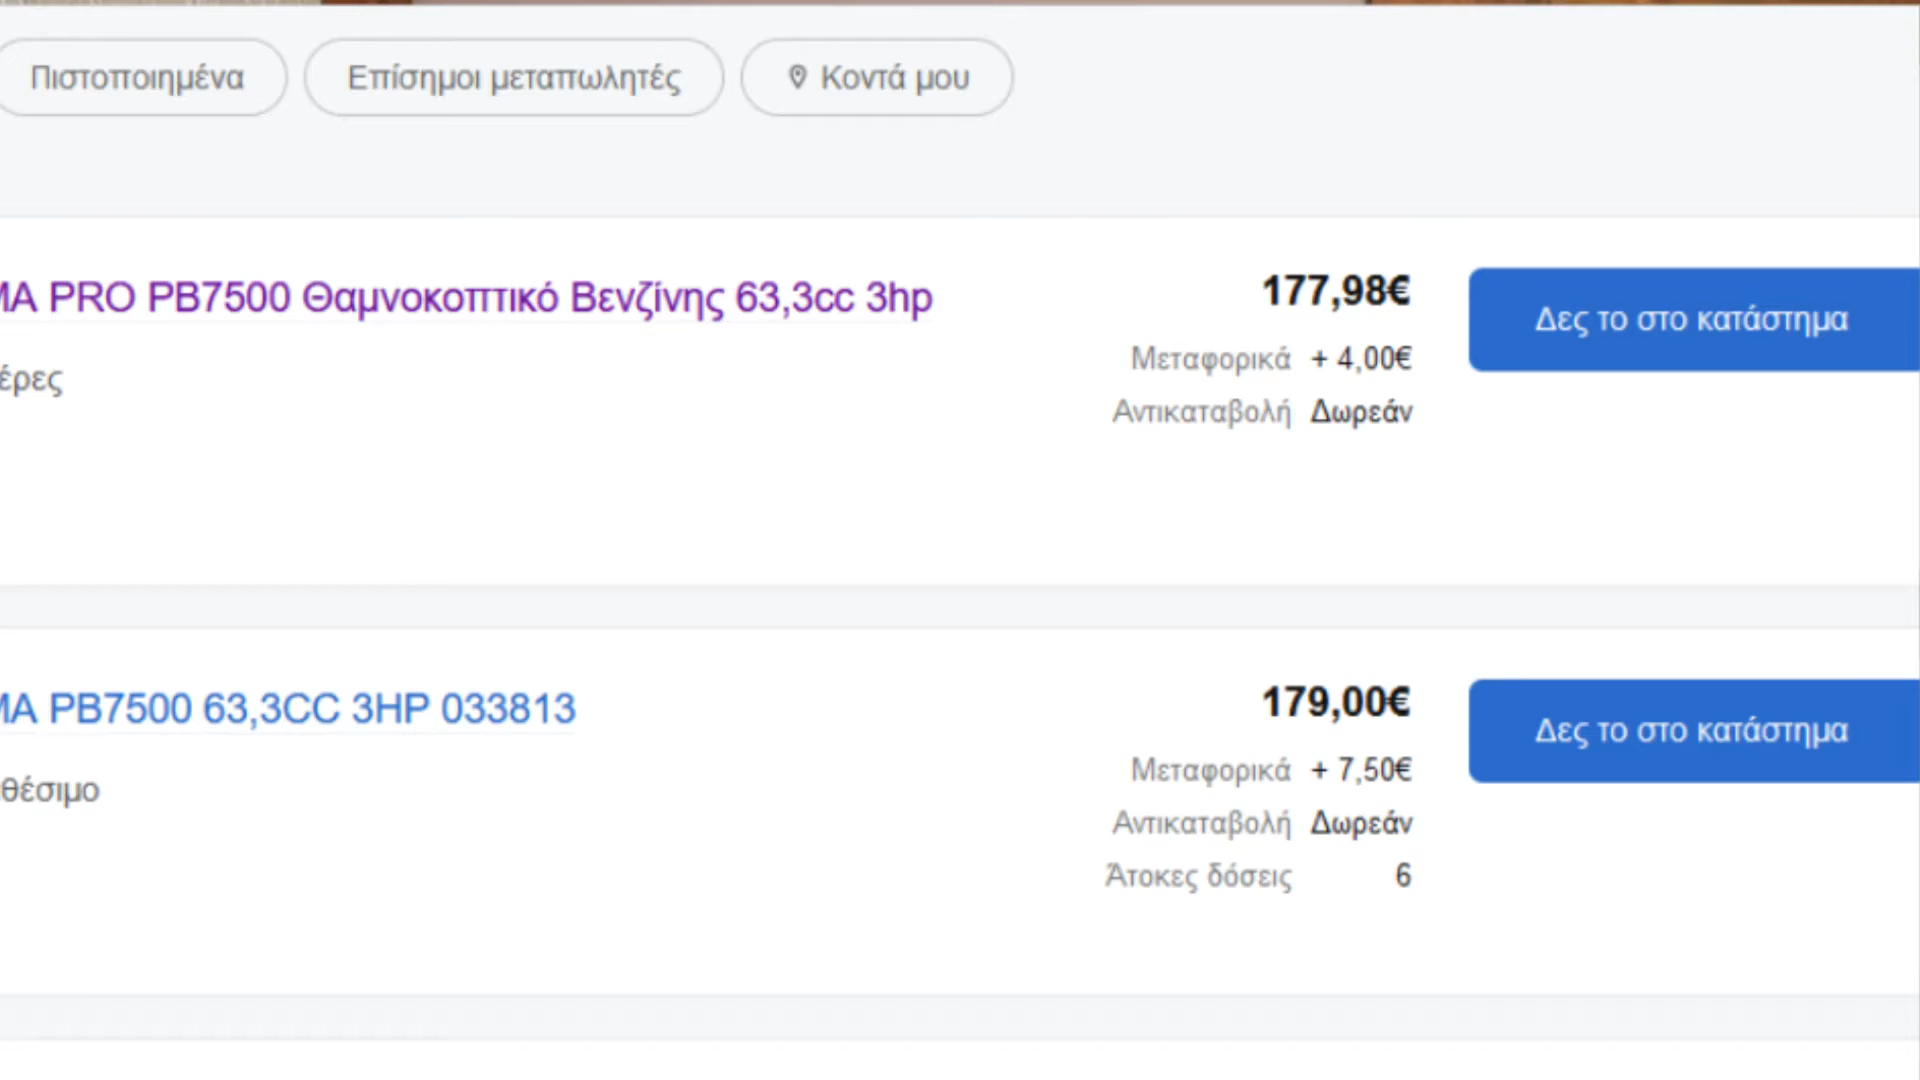 Πιστοποιημένα Επίσημοι μεταπωλητές Κοντά μου
PRO PB7500 Θαμνοκοπτικό Βενζίνης 63,3cc 3hp
177,98€
Δες το στο κατάστημα
Μεταφορικά + 4,00€
Αντικαταβολή Δωρεάν
PB7500 63,3CC 3HP 033813
179,00€
Δες το στο κατάστημα
Μεταφορικά + 7,50€
Αντικαταβολή Δωρεάν
Άτοκες δόσεις 6